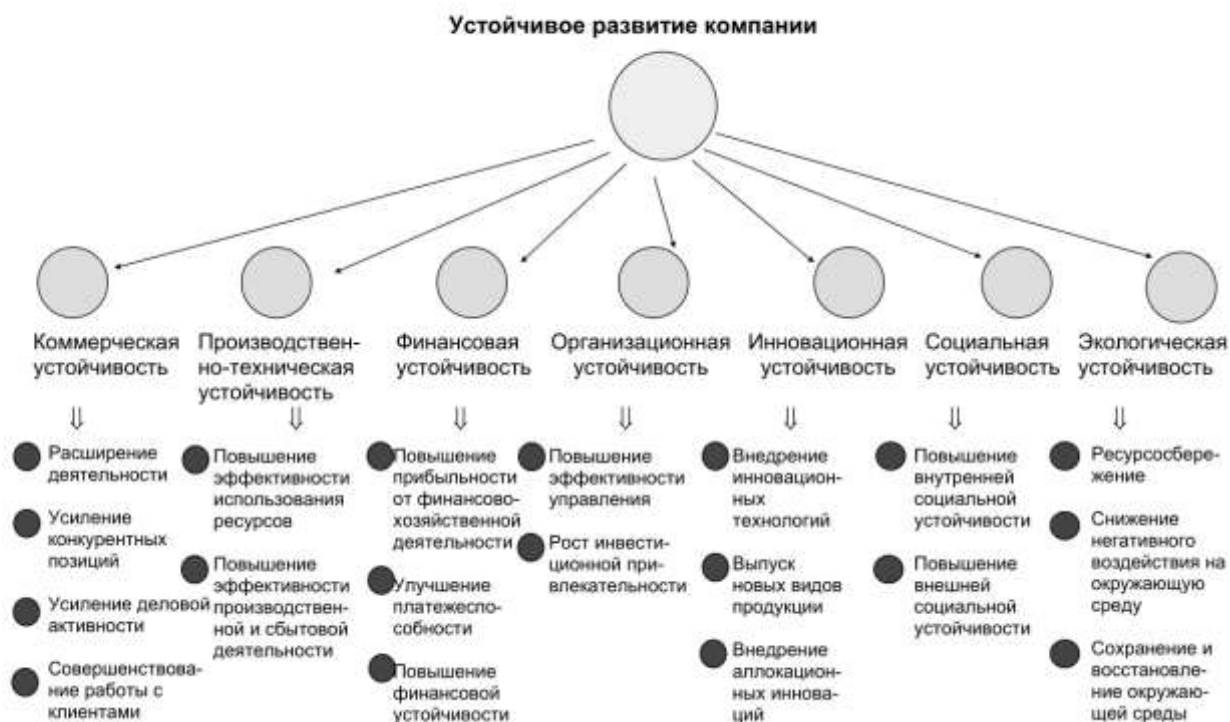 Устойчивое развитие компании
Коммерческая
устойчивость
Производствен-
но-техническая
устойчивость
Финансовая
устойчивость
Организационная
устойчивость
Инновационная
устойчивость
Социальная
устойчивость
Экологическая
устойчивость
Расширение
деятельности
Усиление
конкурентных
позиций
Усиление деловой
активности
Совершенствова-
ние работы с
клиентами
Повышение
эффективности
использования
ресурсов
Повышение
эффективности
производствен-
ной и сбытовой
деятельности
Повышение
прибыльности
от финансово-
хозяйственной
деятельности
Улучшение
платежеспо-
собности
Повышение
финансовой
устойчивости
Повышение
эффективности
управления
Рост инвести-
ционной при-
влекательности
Внедрение
инновацион-
ных
технологий
Выпуск
новых видов
продукции
Внедрение
аллокацион-
ных иннова-
ций
Повышение
внутренней
социальной
устойчивости
Повышение
внешней
социальной
устойчивости
Ресурсосбере-
жение
Снижение
негативного
воздействия на
окружающую
среду
Сохранение и
восстановле-
ние окружаю-
щей среды